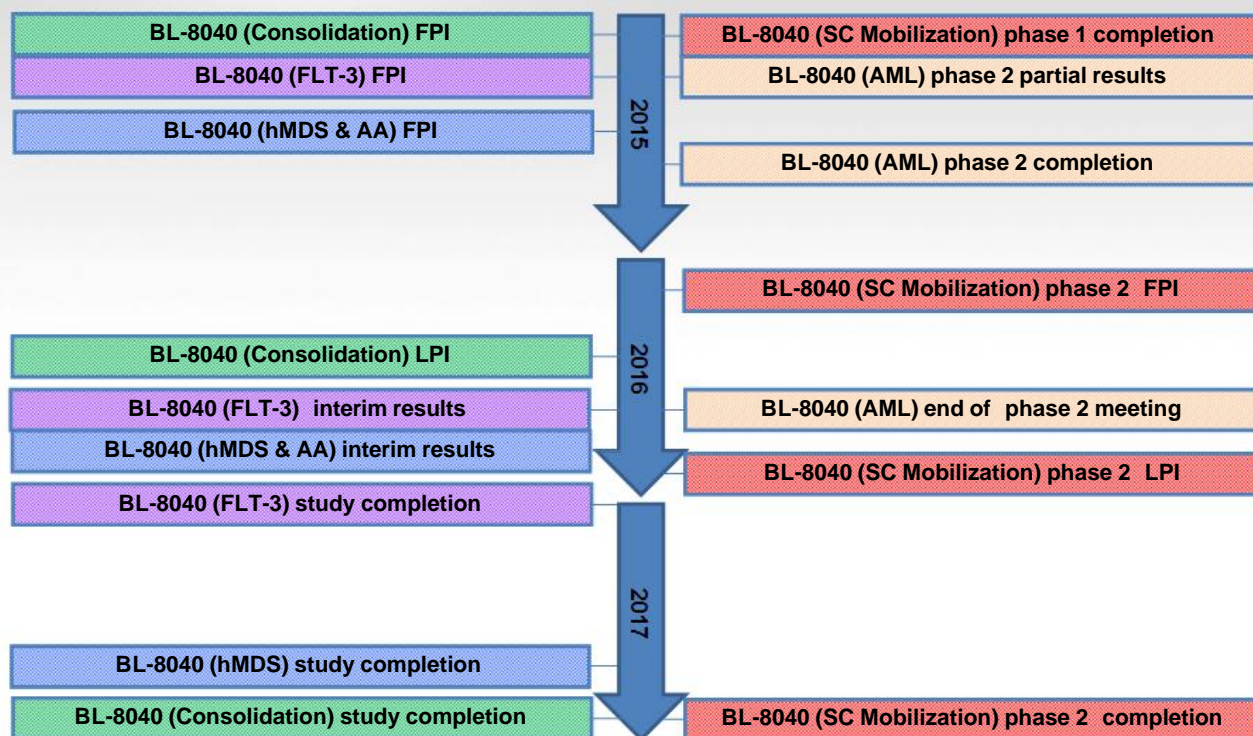 BL-8040 (Consolidation) FPI
BL-8040 (SC Mobilization) phase 1 completion
BL-8040 (FLT-3) FPI
BL-8040 (AML) phase 2 partial results
2015
BL-8040 (hMDS & AA) FPI
BL-8040 (AML) phase 2 completion
BL-8040 (SC Mobilization) phase 2 FPI
2016
BL-8040 (Consolidation) LPI
BL-8040 (FLT-3) interim results
BL-8040 (AML) end of phase 2 meeting
BL-8040 (hMDS & AA) interim results
BL-8040 (SC Mobilization) phase 2 LPI
BL-8040 (FLT-3) study completion
2017
BL-8040 (hMDS) study completion
BL-8040 (Consolidation) study completion
BL-8040 (SC Mobilization) phase 2 completion